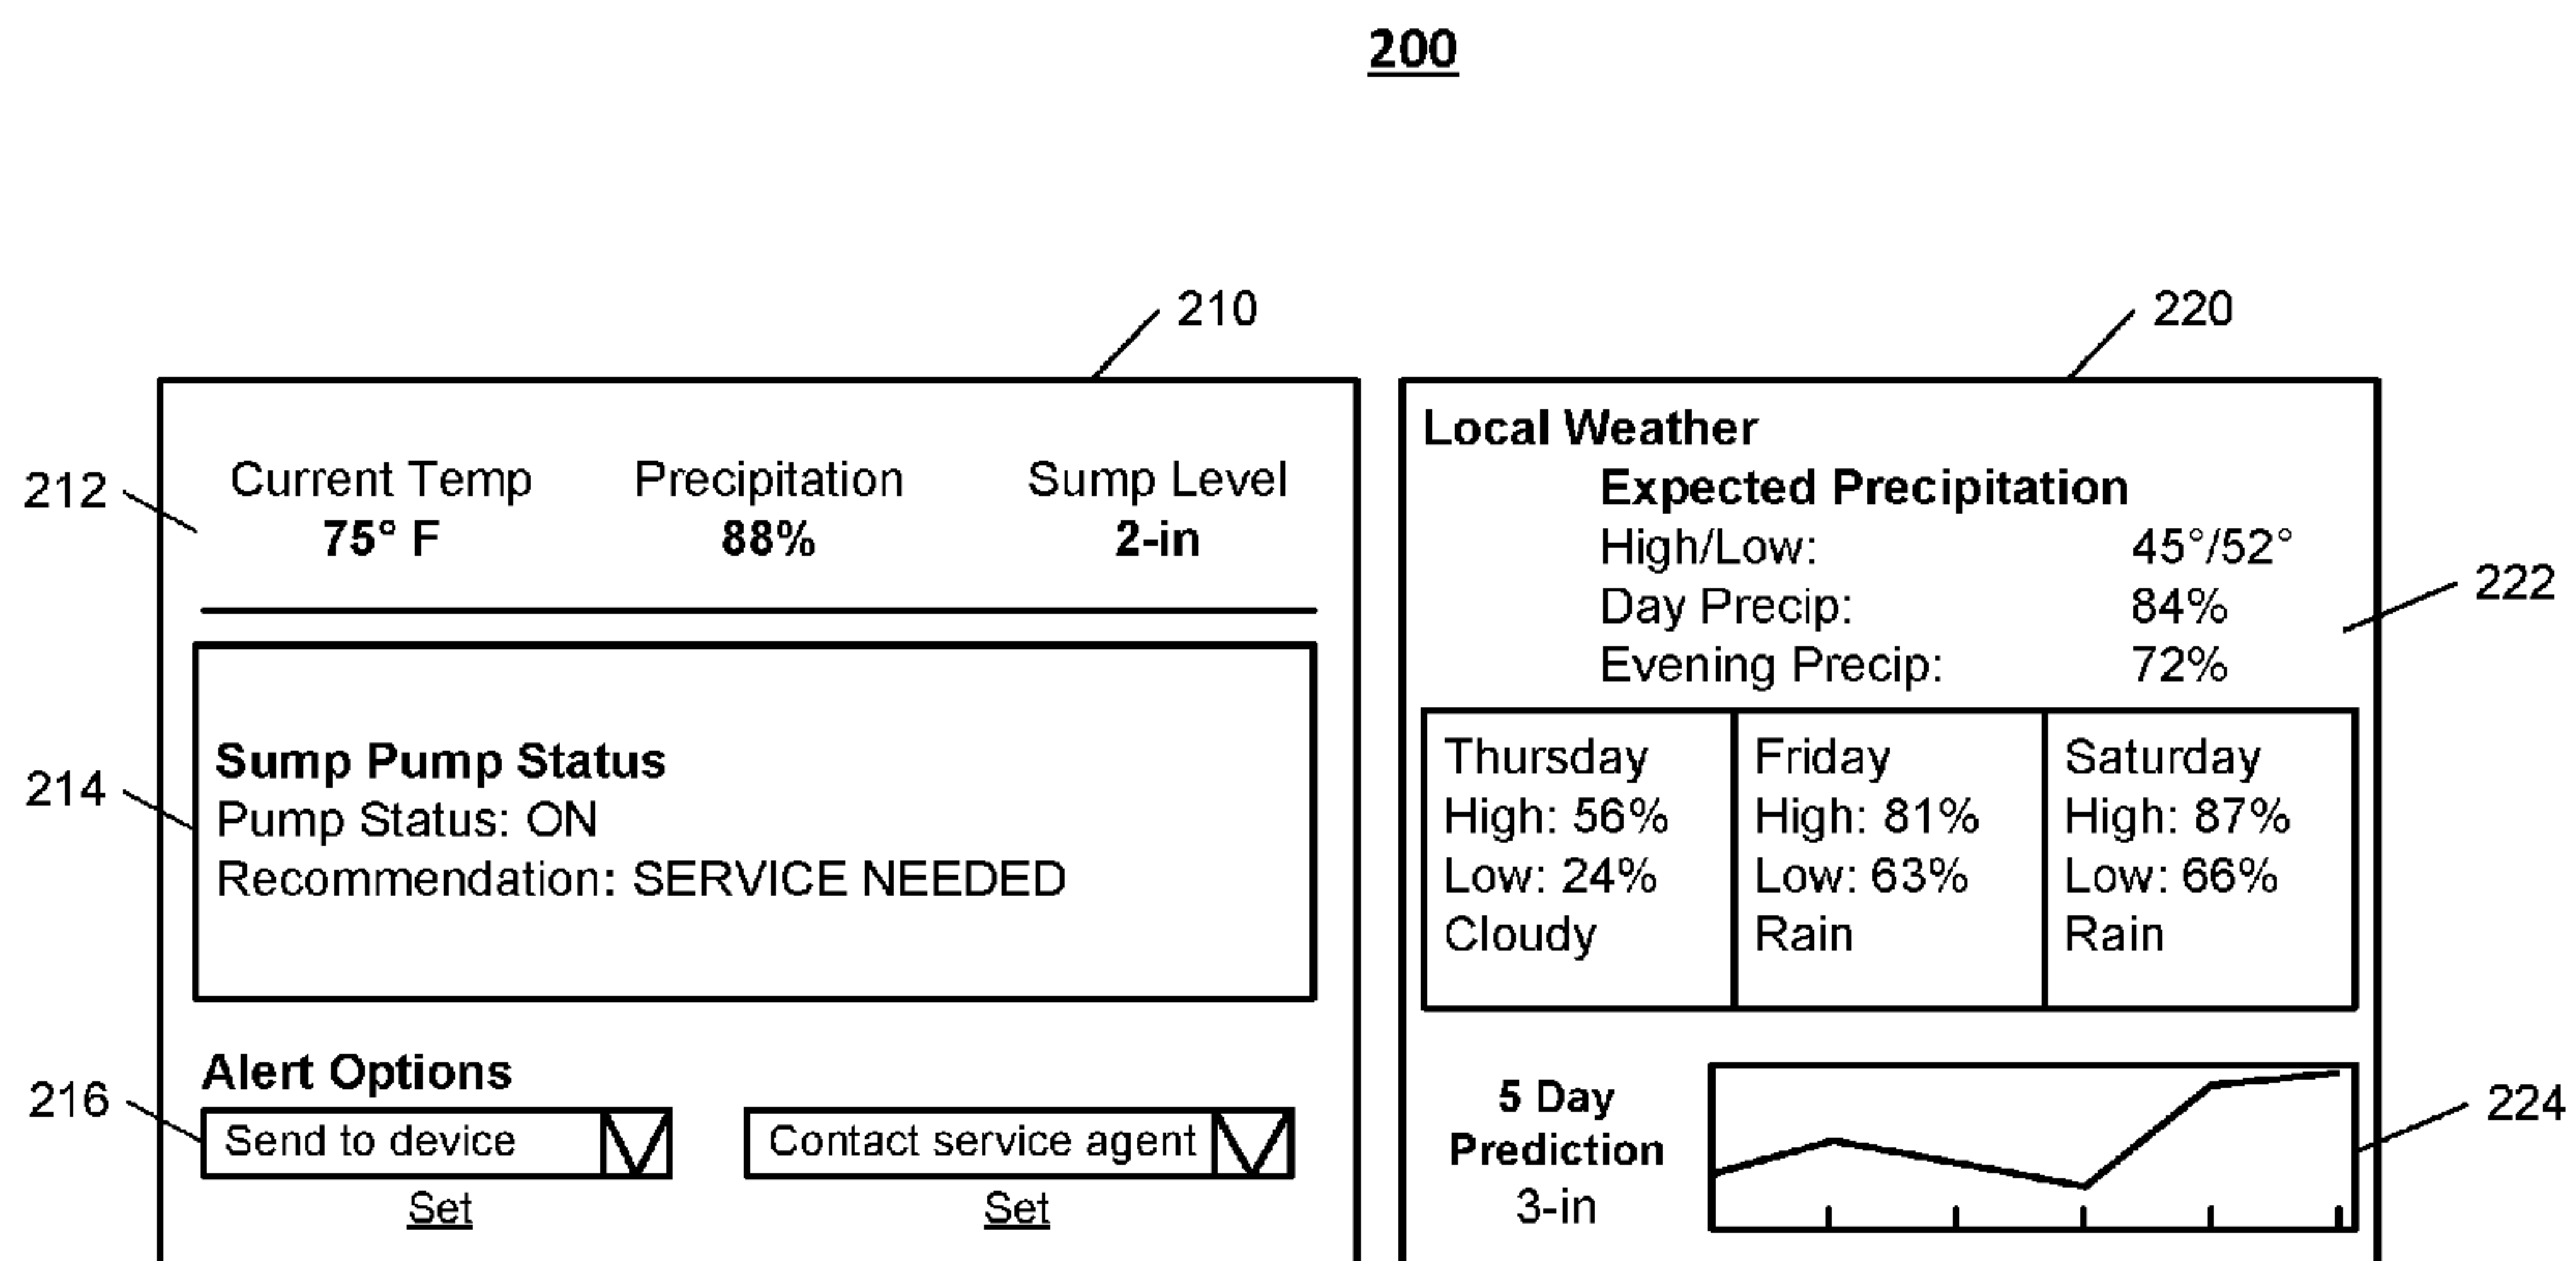 200
210
212
Current Temp Precipitation Sump Level
75° F 88% 2-in
214
Sump Pump Status
Pump Status: ON
Recommendation: SERVICE NEEDED
Alert Options
216
Send to device Contact service agent
Set Set
220
Local Weather
Expected Precipitation
High/Low: 45°/52°
Day Precip: 84%
Evening Precip: 72%
222
Thursday
High: 56%
Low: 24%
Cloudy
Friday
High: 81%
Low: 63%
Rain
Saturday
High: 87%
Low: 66%
Rain
5 Day
Prediction
3-in
224